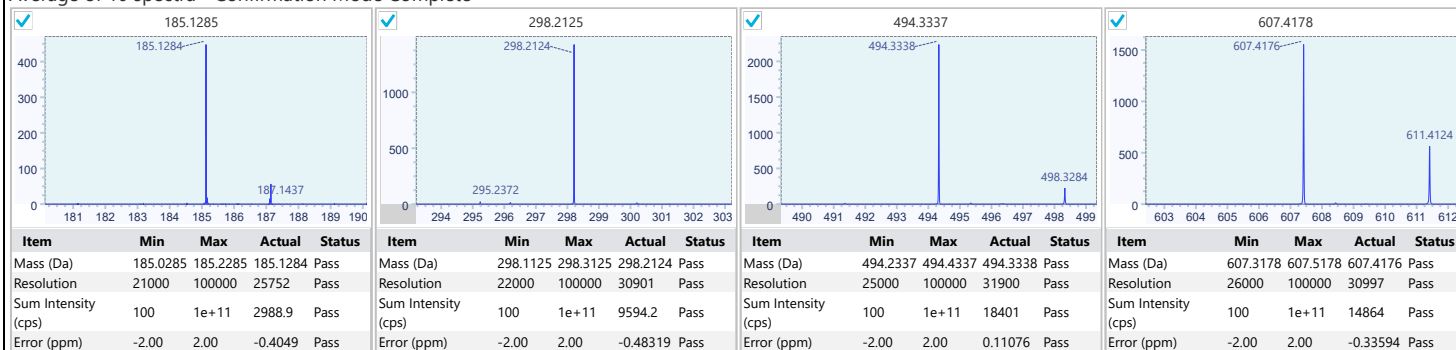 185.1285 298.2125 494.3337 607.4178
185.1284 298.2124 494.3338 607.4176
187.1437 295.2372 498.3284 611.4124
400 1000 2000 1500
300 500 1500 1000
200 0 1000 500
100 500 0
0 0
181 182 183 184 185 186 187 188 189 190 294 295 296 297 298 299 300 301 302 303 490 491 492 493 494 495 496 497 498 499 603 604 605 606 607 608 609 610 611 612
Item Min Max Actual Status Item Min Max Actual Status Item Min Max Actual Status Item Min Max Actual Status
Mass (Da) 185.0285 185.2285 185.1284 Pass Mass (Da) 298.1125 298.3125 298.2124 Pass Mass (Da) 494.2337 494.4337 494.3338 Pass Mass (Da) 607.3178 607.5178 607.4176 Pass
Resolution 21000 100000 25752 Pass Resolution 22000 100000 30901 Pass Resolution 25000 100000 31900 Pass Resolution 26000 100000 30997 Pass
Sum Intensity (cps) 100 1e+11 2988.9 Pass Sum Intensity (cps) 100 1e+11 9594.2 Pass Sum Intensity (cps) 100 1e+11 18401 Pass Sum Intensity (cps) 100 1e+11 14864 Pass
Error (ppm) -2.00 2.00 -0.4049 Pass Error (ppm) -2.00 2.00 -0.48319 Pass Error (ppm) -2.00 2.00 0.11076 Pass Error (ppm) -2.00 2.00 -0.33594 Pass